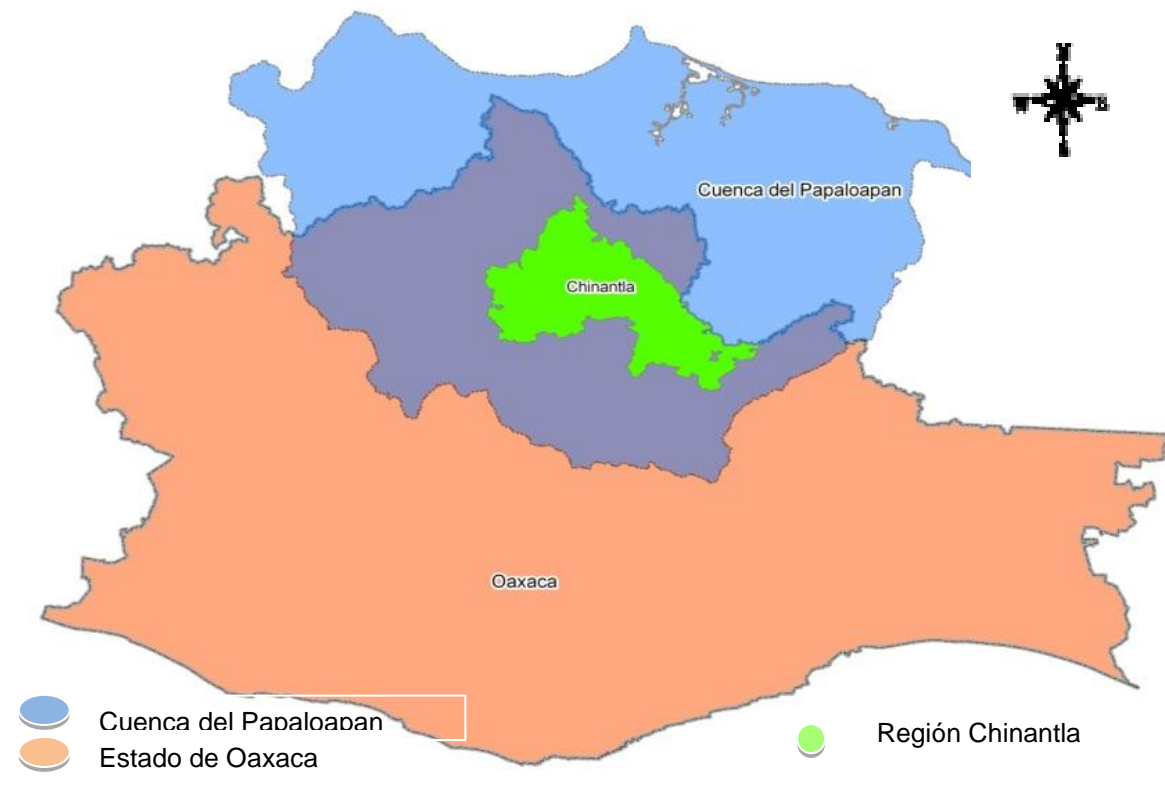 N
W E
S
Cuenca del Papaloapan
Chinantla
Oaxaca
Cuenca del Papaloapan
Estado de Oaxaca
Región Chinantla